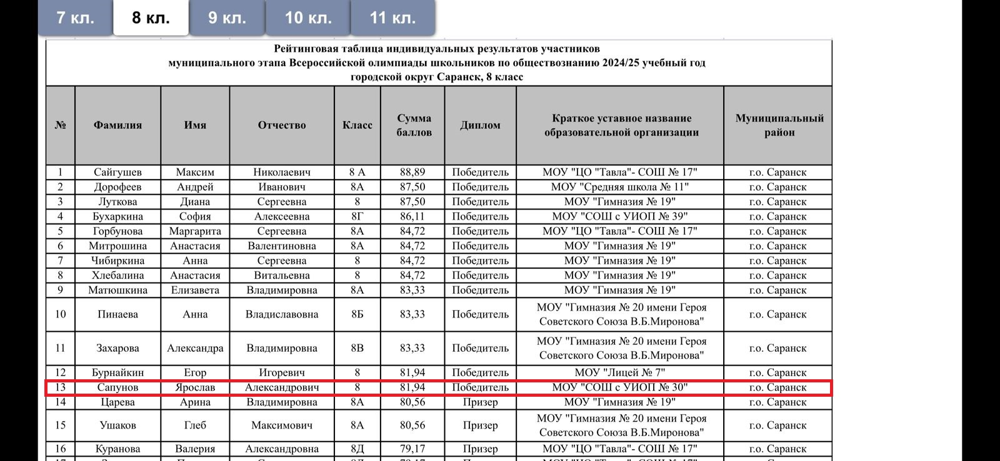 7 кл. 8 кл. 9 кл. 10 кл. 11 кл.
Рейтинговая таблица индивидуальных результатов участников
муниципального этапа Всероссийской олимпиады школьников по обществознанию 2024/25 учебный год
городской округ Саранск, 8 класс
№ Фамилия Имя Отчество Класс Сумма баллов Диплом Краткое уставное название образовательной организации Муниципальный район
1 Сайгушев Максим Николаевич 8 А 88,89 Победитель МОУ "ЦО "Тавла"- СОШ № 17" г.о. Саранск
2 Дорофеев Андрей Иванович 8А 87,50 Победитель МОУ "Средняя школа № 11" г.о. Саранск
3 Луткова Диана Сергеевна 8 87,50 Победитель МОУ "Гимназия № 19" г.о. Саранск
4 Бухаркина София Алексеевна 8Г 86,11 Победитель МОУ "СОШ с УИОП № 39" г.о. Саранск
5 Горбунова Маргарита Сергеевна 8А 84,72 Победитель МОУ "ЦО "Тавла"- СОШ № 17" г.о. Саранск
6 Митрошина Анастасия Валентиновна 8А 84,72 Победитель МОУ "Гимназия № 19" г.о. Саранск
7 Чибиркина Анна Сергеевна 8 84,72 Победитель МОУ "Гимназия № 19" г.о. Саранск
8 Хлебалина Анастасия Витальевна 8 84,72 Победитель МОУ "Гимназия № 19" г.о. Саранск
9 Матюшкина Елизавета Владимировна 8А 83,33 Победитель МОУ "Гимназия № 19" г.о. Саранск
10 Пинаева Анна Владиславовна 8Б 83,33 Победитель МОУ "Гимназия № 20 имени Героя Советского Союза В.Б.Миронова" г.о. Саранск
11 Захарова Александра Владимировна 8В 83,33 Победитель МОУ "Гимназия № 20 имени Героя Советского Союза В.Б.Миронова" г.о. Саранск
12 Бурнайкин Егор Игоревич 8 81,94 Победитель МОУ "Лицей № 7" г.о. Саранск
13 Сапунов Ярослав Александрович 8 81,94 Победитель МОУ "СОШ с УИОП № 30" г.о. Саранск
14 Царева Арина Владимировна 8А 80,56 Призер МОУ "Гимназия № 19" г.о. Саранск
15 Ушаков Глеб Максимович 8А 80,56 Призер МОУ "Гимназия № 20 имени Героя Советского Союза В.Б.Миронова" г.о. Саранск
16 Куранова Валерия Александровна 8Д 79,17 Призер МОУ "ЦО "Тавла"- СОШ № 17" г.о. Саранск